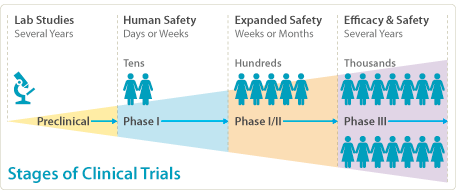 Lab Studies
Several Years
Human Safety
Days or Weeks
Expanded Safety
Weeks or Months
Efficacy & Safety
Several Years
Tens
Hundreds
Thousands
Preclinical
Phase I
Phase I/II
Phase III
Stages of Clinical Trials